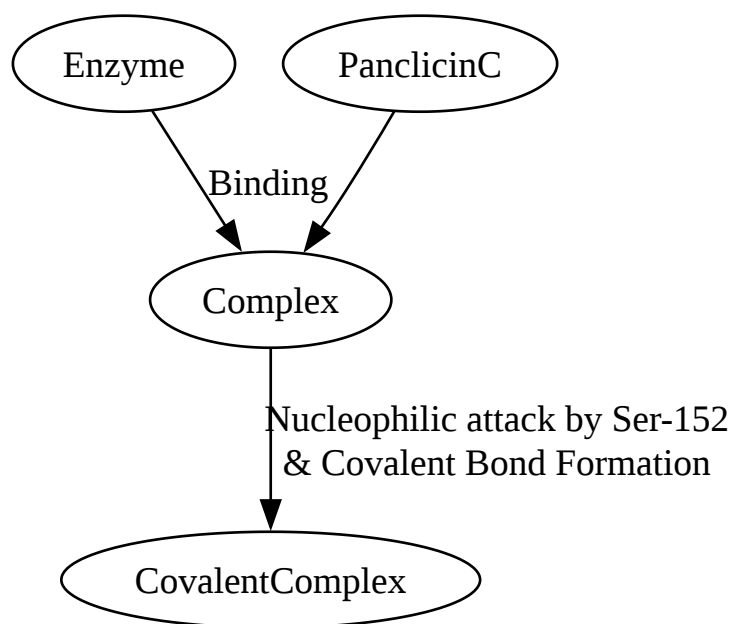 Enzyme
PanclicinC
Binding
Complex
Nucleophilic attack by Ser-152
& Covalent Bond Formation
CovalentComplex